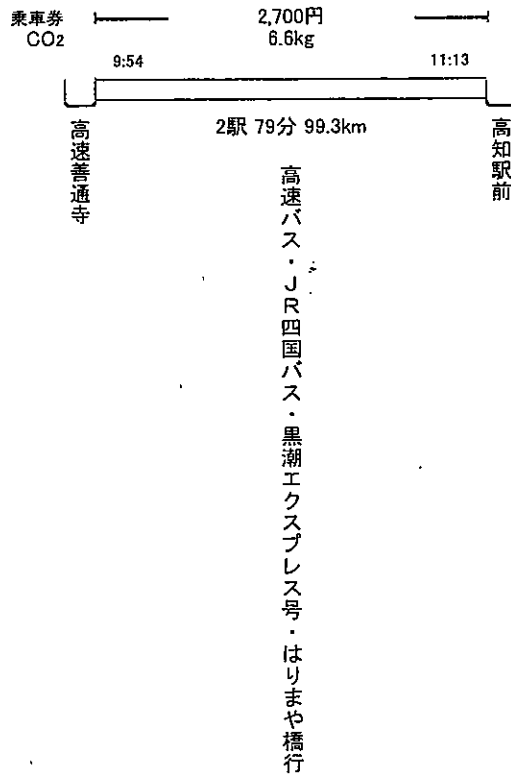 乗車券 2,700円
CO2 6.6kg
9:54 11:13
2駅 79分 99.3km
高速善通寺
高知駅前
高速バス・JR四国バス・黒潮エクスプレス号・はりまや橋行